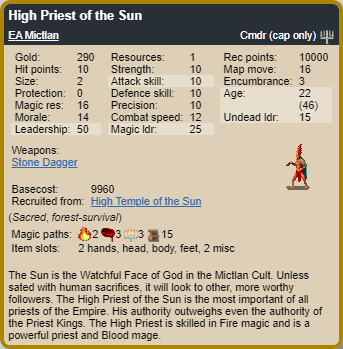 High Priest of the Sun
EA Mictlan Cmdr (cap only)
Gold: 290 Resources: 1 Rec points: 10000
Hit points: 10 Strength: 10 Map move: 16
Size: 2 Attack skill: 10 Encumbrance: 3
Protection: 0 Defence skill: 10 Age: 22
Magic res: 16 Precision: 10 (46)
Morale: 14 Combat speed: 12 Undead ldr: 15
Leadership: 50 Magic ldr: 25
Weapons:
Stone Dagger
Basecost: 9960
Recruited from: High Temple of the Sun
(Sacred, forest-survival)
Magic paths: 2 3 3 15
Item slots: 2 hands, head, body, feet, 2 misc
The Sun is the Watchful Face of God in the Mictlan Cult. Unless
sated with human sacrifices, it will look to other, more worthy
followers. The High Priest of the Sun is the most important of all
priests of the Empire. His authority outweighs even the authority of
the Priest Kings. The High Priest is skilled in Fire magic and is a
powerful priest and Blood mage.